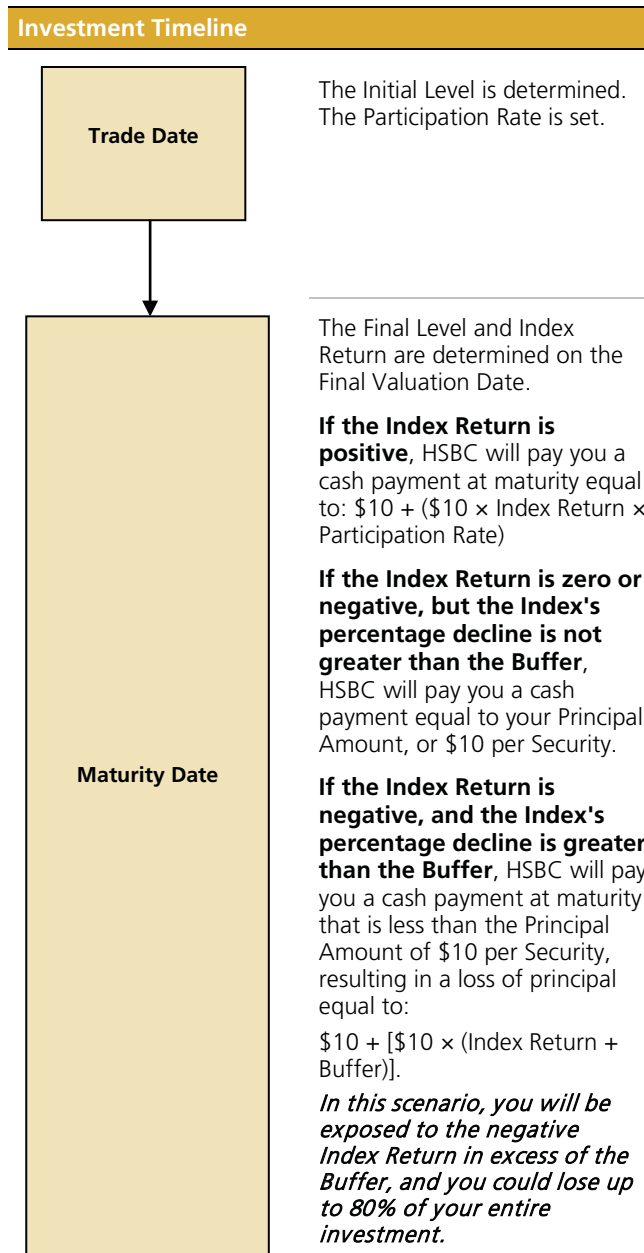 Investment Timeline
Trade Date
The Initial Level is determined.
The Participation Rate is set.
Maturity Date
The Final Level and Index
Return are determined on the
Final Valuation Date.
If the Index Return is
positive, HSBC will pay you a
cash payment at maturity equal
to: $10 + ($10 × Index Return ×
Participation Rate)
If the Index Return is zero or
negative, but the Index's
percentage decline is not
greater than the Buffer,
HSBC will pay you a cash
payment equal to your Principal
Amount, or $10 per Security.
If the Index Return is
negative, and the Index's
percentage decline is greater
than the Buffer, HSBC will pay
you a cash payment at maturity
that is less than the Principal
Amount of $10 per Security,
resulting in a loss of principal
equal to:
$10 + [$10 × (Index Return +
Buffer)].
In this scenario, you will be
exposed to the negative
Index Return in excess of the
Buffer, and you could lose up
to 80% of your entire
investment.